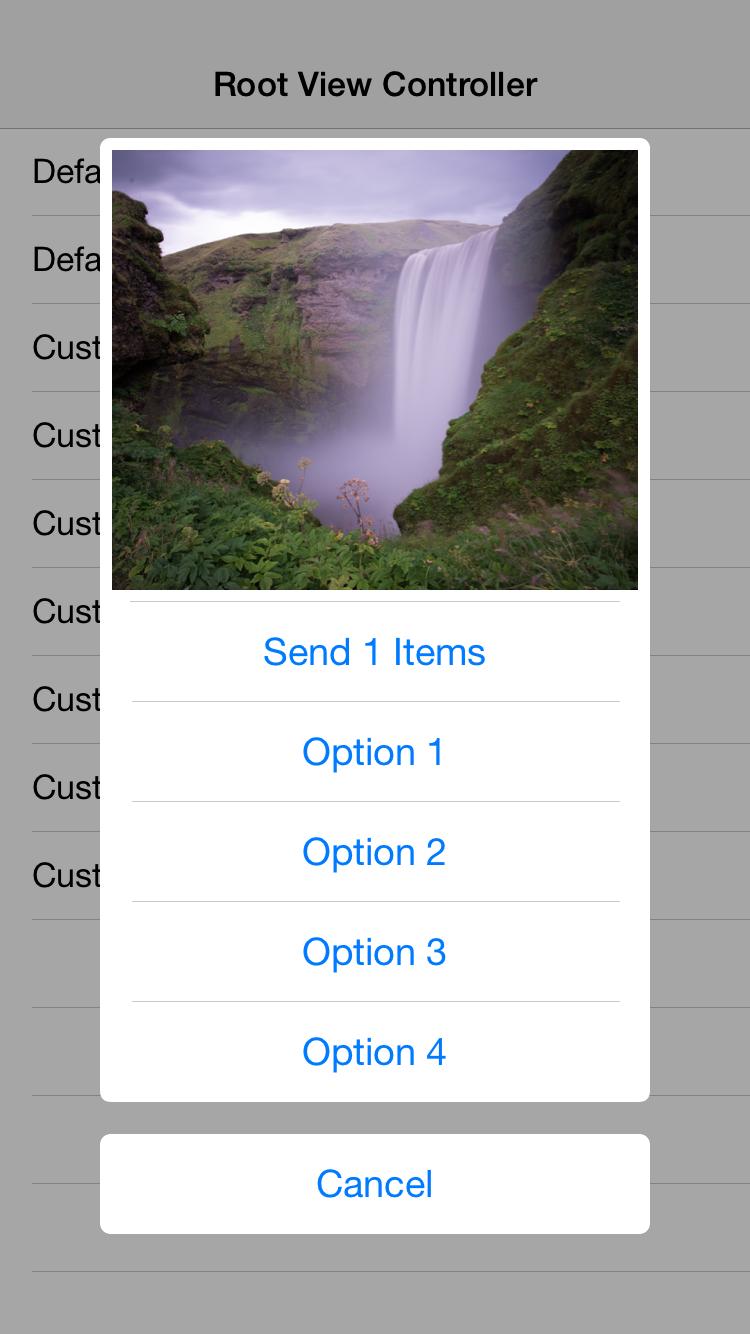 Root View Controller
Defa
Defa
Cust
Cust
Cust
Cust
Cust
Cust
Cust
Send 1 Items
Option 1
Option 2
Option 3
Option 4
Cancel